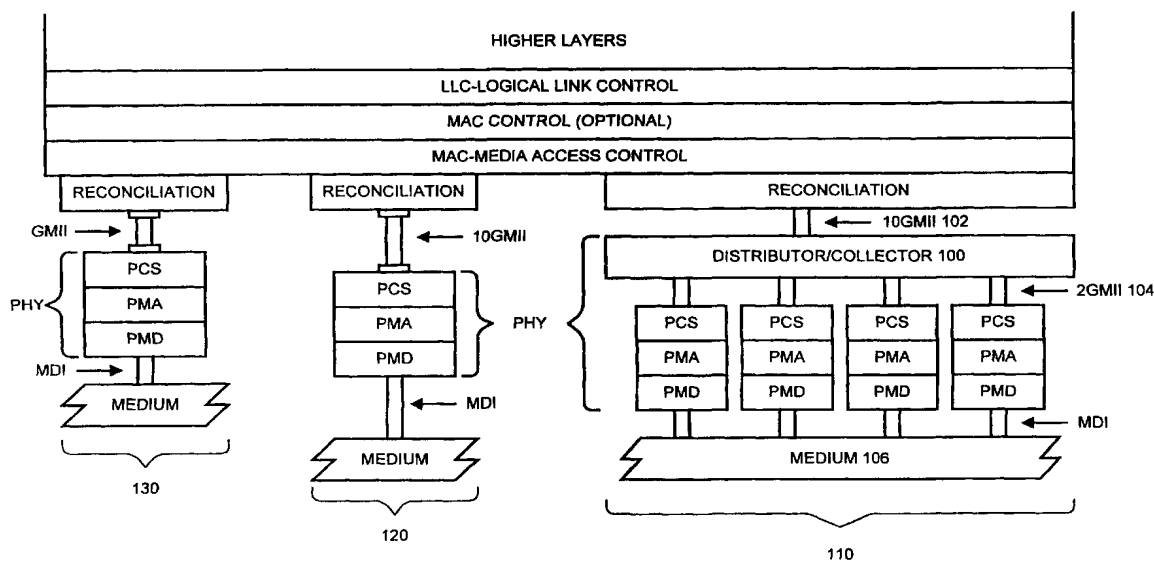 HIGHER LAYERS
LLC-LOGICAL LINK CONTROL
MAC CONTROL (OPTIONAL)
MAC-MEDIA ACCESS CONTROL
RECONCILIATION
GMII
PCS
PMA
PMD
PHY
MDI
MEDIUM
130
RECONCILIATION
10GMII
PCS
PMA
PMD
PHY
MDI
MEDIUM
120
RECONCILIATION
10GMII 102
DISTRIBUTOR/COLLECTOR 100
2GMII 104
PCS PCS PCS PCS
PMA PMA PMA PMA
PMD PMD PMD PMD
MDI
MEDIUM 106
110